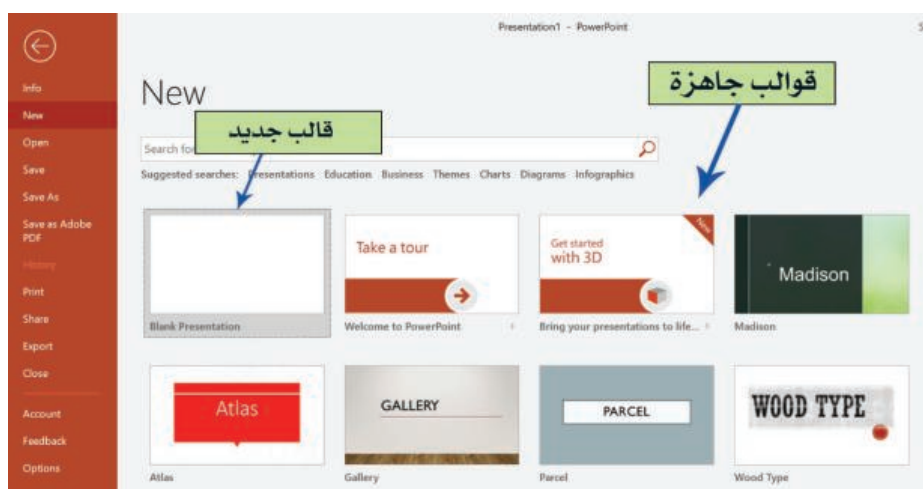 Presentation1 - PowerPoint
Info
New
Open
Save
Save As
Save as Adobe
PDF
History
Print
Share
Export
Close
Account
Feedback
Options
New
قوالب جاهزة
قالب جديد
Search for
Suggested searches: Presentations Education Business Themes Charts Diagrams Infographics
Blank Presentation
Take a tour
Welcome to PowerPoint
New
Get started
with 3D
Bring your presentations to life...
Madison
Madison
Atlas
Atlas
GALLERY
Gallery
PARCEL
Parcel
WOOD TYPE
Wood Type